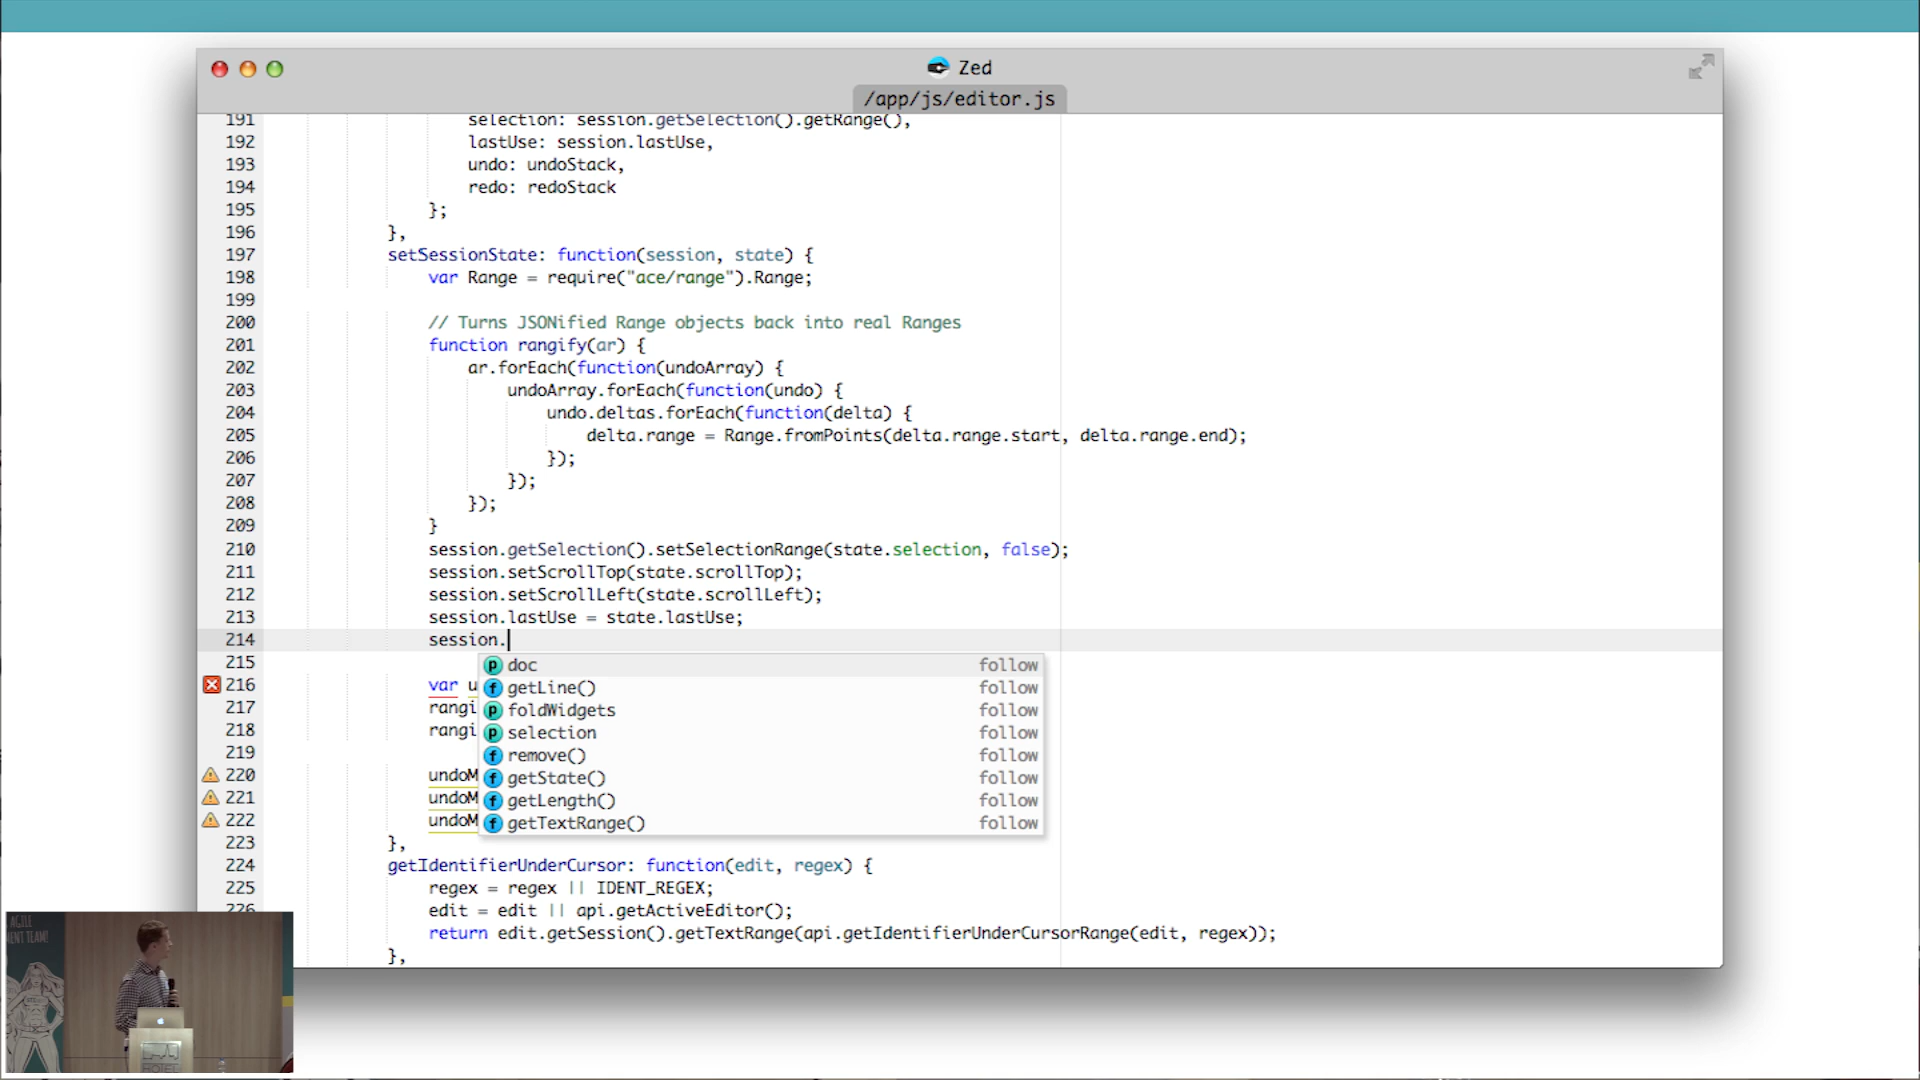 Zed
/app/js/editor.js
191 selection: session.getSelection().getRange(),
192 lastUse: session.lastUse,
193 undo: undoStack,
194 redo: redoStack
195 };
196 },
197 setSessionState: function(session, state) {
198 var Range = require("ace/range").Range;
199
200 // Turns JSONified Range objects back into real Ranges
201 function rangify(ar) {
202 ar.forEach(function(undoArray) {
203 undoArray.forEach(function(undo) {
204 undo.deltas.forEach(function(delta) {
205 delta.range = Range.fromPoints(delta.range.start, delta.range.end);
206 });
207 });
208 });
209 }
210 session.getSelection().setSelectionRange(state.selection, false);
211 session.setScrollTop(state.scrollTop);
212 session.setScrollLeft(state.scrollLeft);
213 session.lastUse = state.lastUse;
214 session.
215
p doc follow
216 var u
f getLine() follow
217 rangi
p foldWidgets follow
218 rangi
p selection follow
219
f remove() follow
220 undoM
f getState() follow
221 undoM
f getLength() follow
222 undoM
f getTextRange() follow
223 },
224 getIdentifierUnderCursor: function(edit, regex) {
225 regex = regex || IDENT_REGEX;
226 edit = edit || api.getActiveEditor();
return edit.getSession().getTextRange(api.getIdentifierUnderCursorRange(edit, regex));
},
AGILE
ENT TEAM!
HOTEL